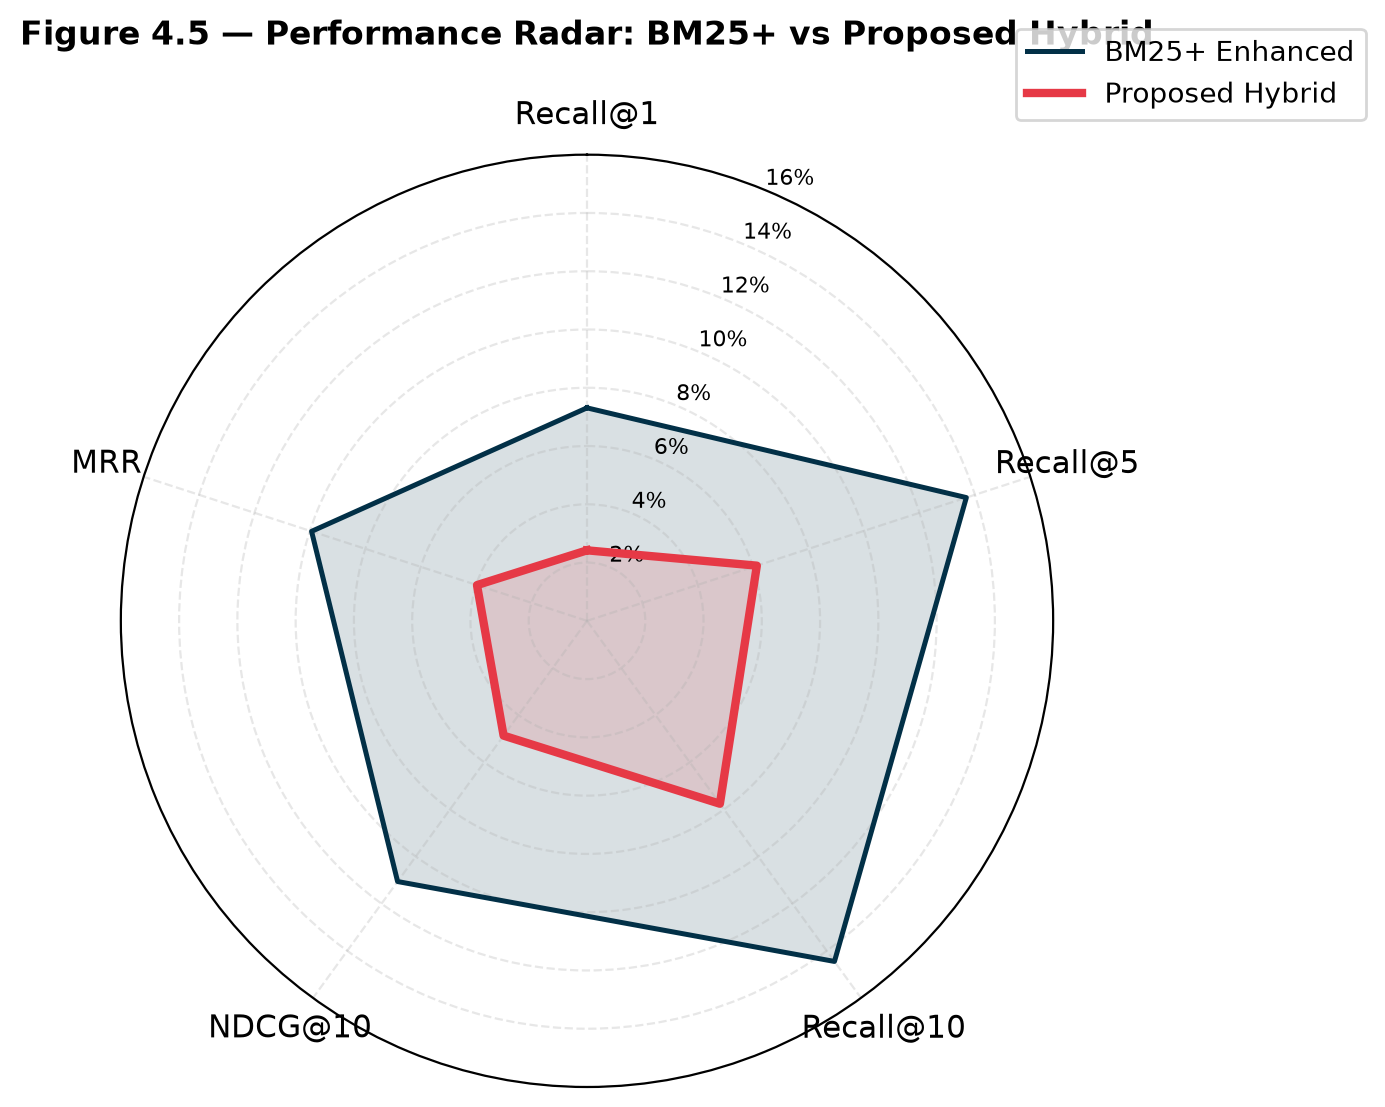 Figure 4.5 — Performance Radar: BM25+ vs Proposed Hybrid
BM25+ Enhanced
Proposed Hybrid
Recall@1
16%
14%
12%
10%
8%
6%
4%
2%
MRR
Recall@5
NDCG@10
Recall@10